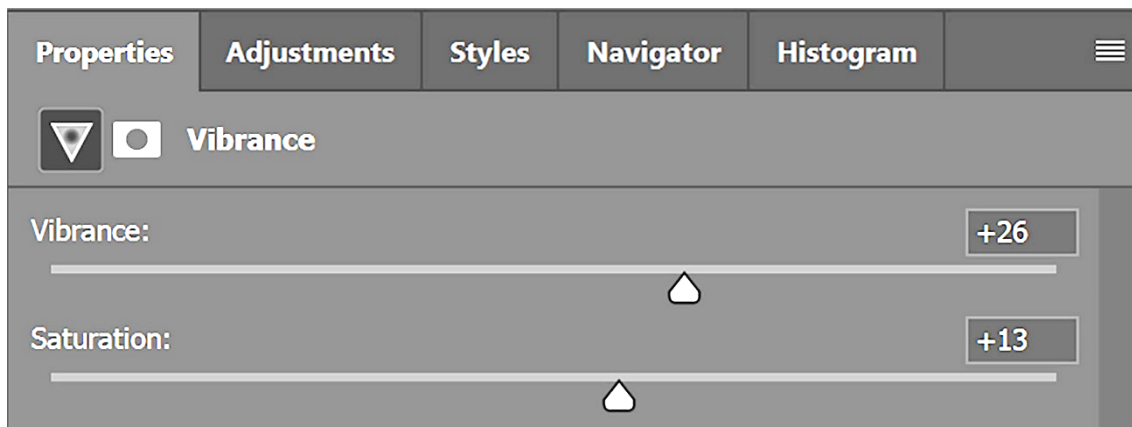 Properties Adjustments Styles Navigator Histogram
Vibrance
Vibrance: +26
Saturation: +13